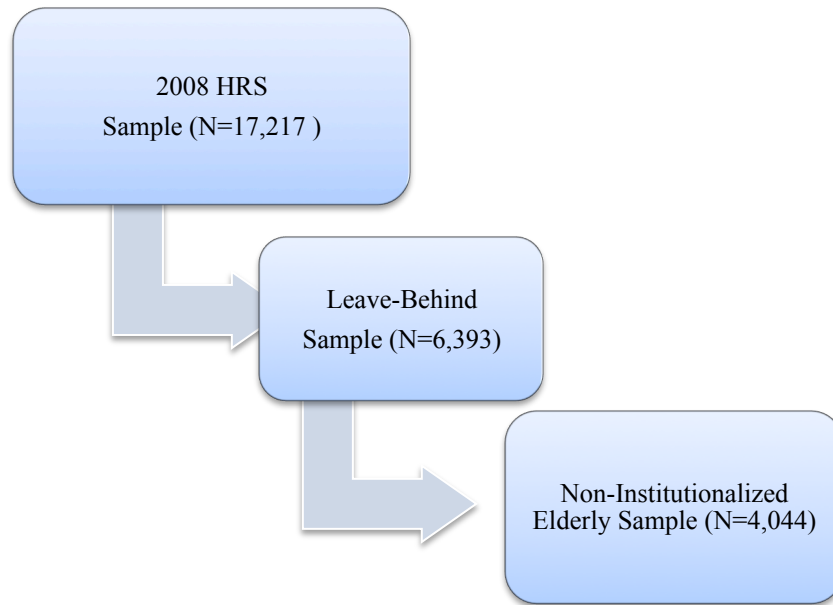 2008 HRS
Sample (N=17,217 )
Leave-Behind
Sample (N=6,393)
Non-Institutionalized
Elderly Sample (N=4,044)